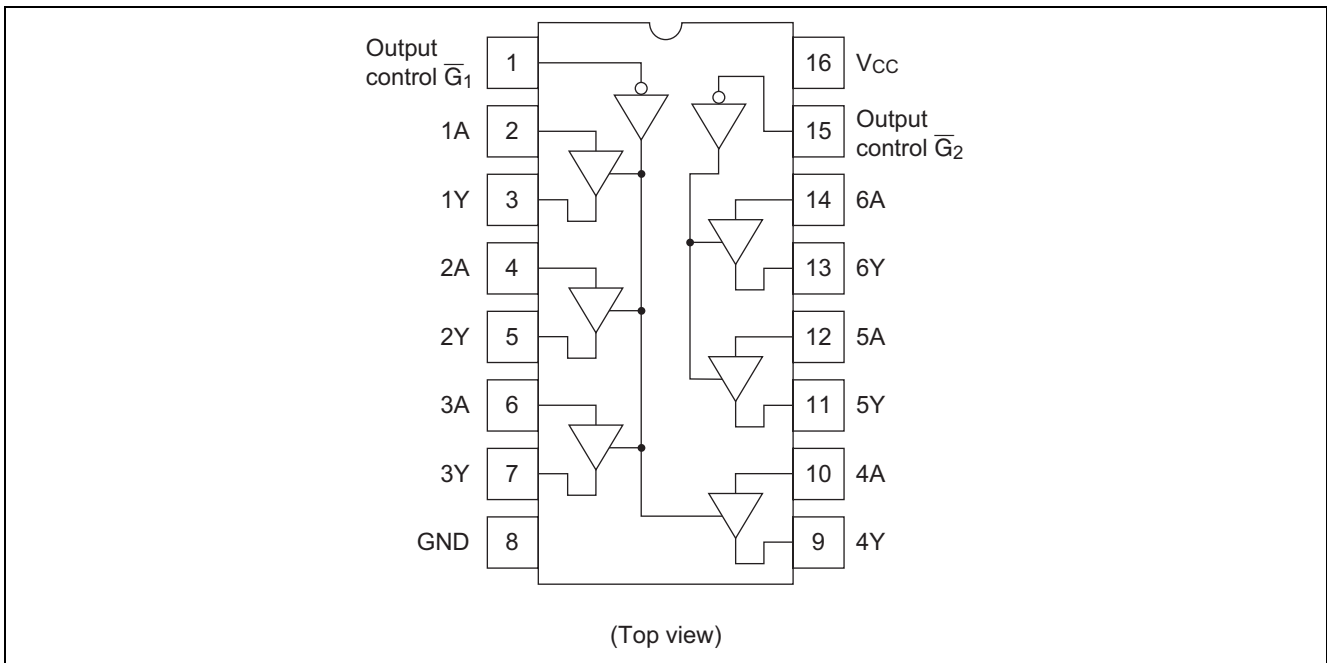 Output
control G̅1
1
1A
2
1Y
3
2A
4
2Y
5
3A
6
3Y
7
GND
8
16
VCC
15
Output
control G̅2
14
6A
13
6Y
12
5A
11
5Y
10
4A
9
4Y
(Top view)